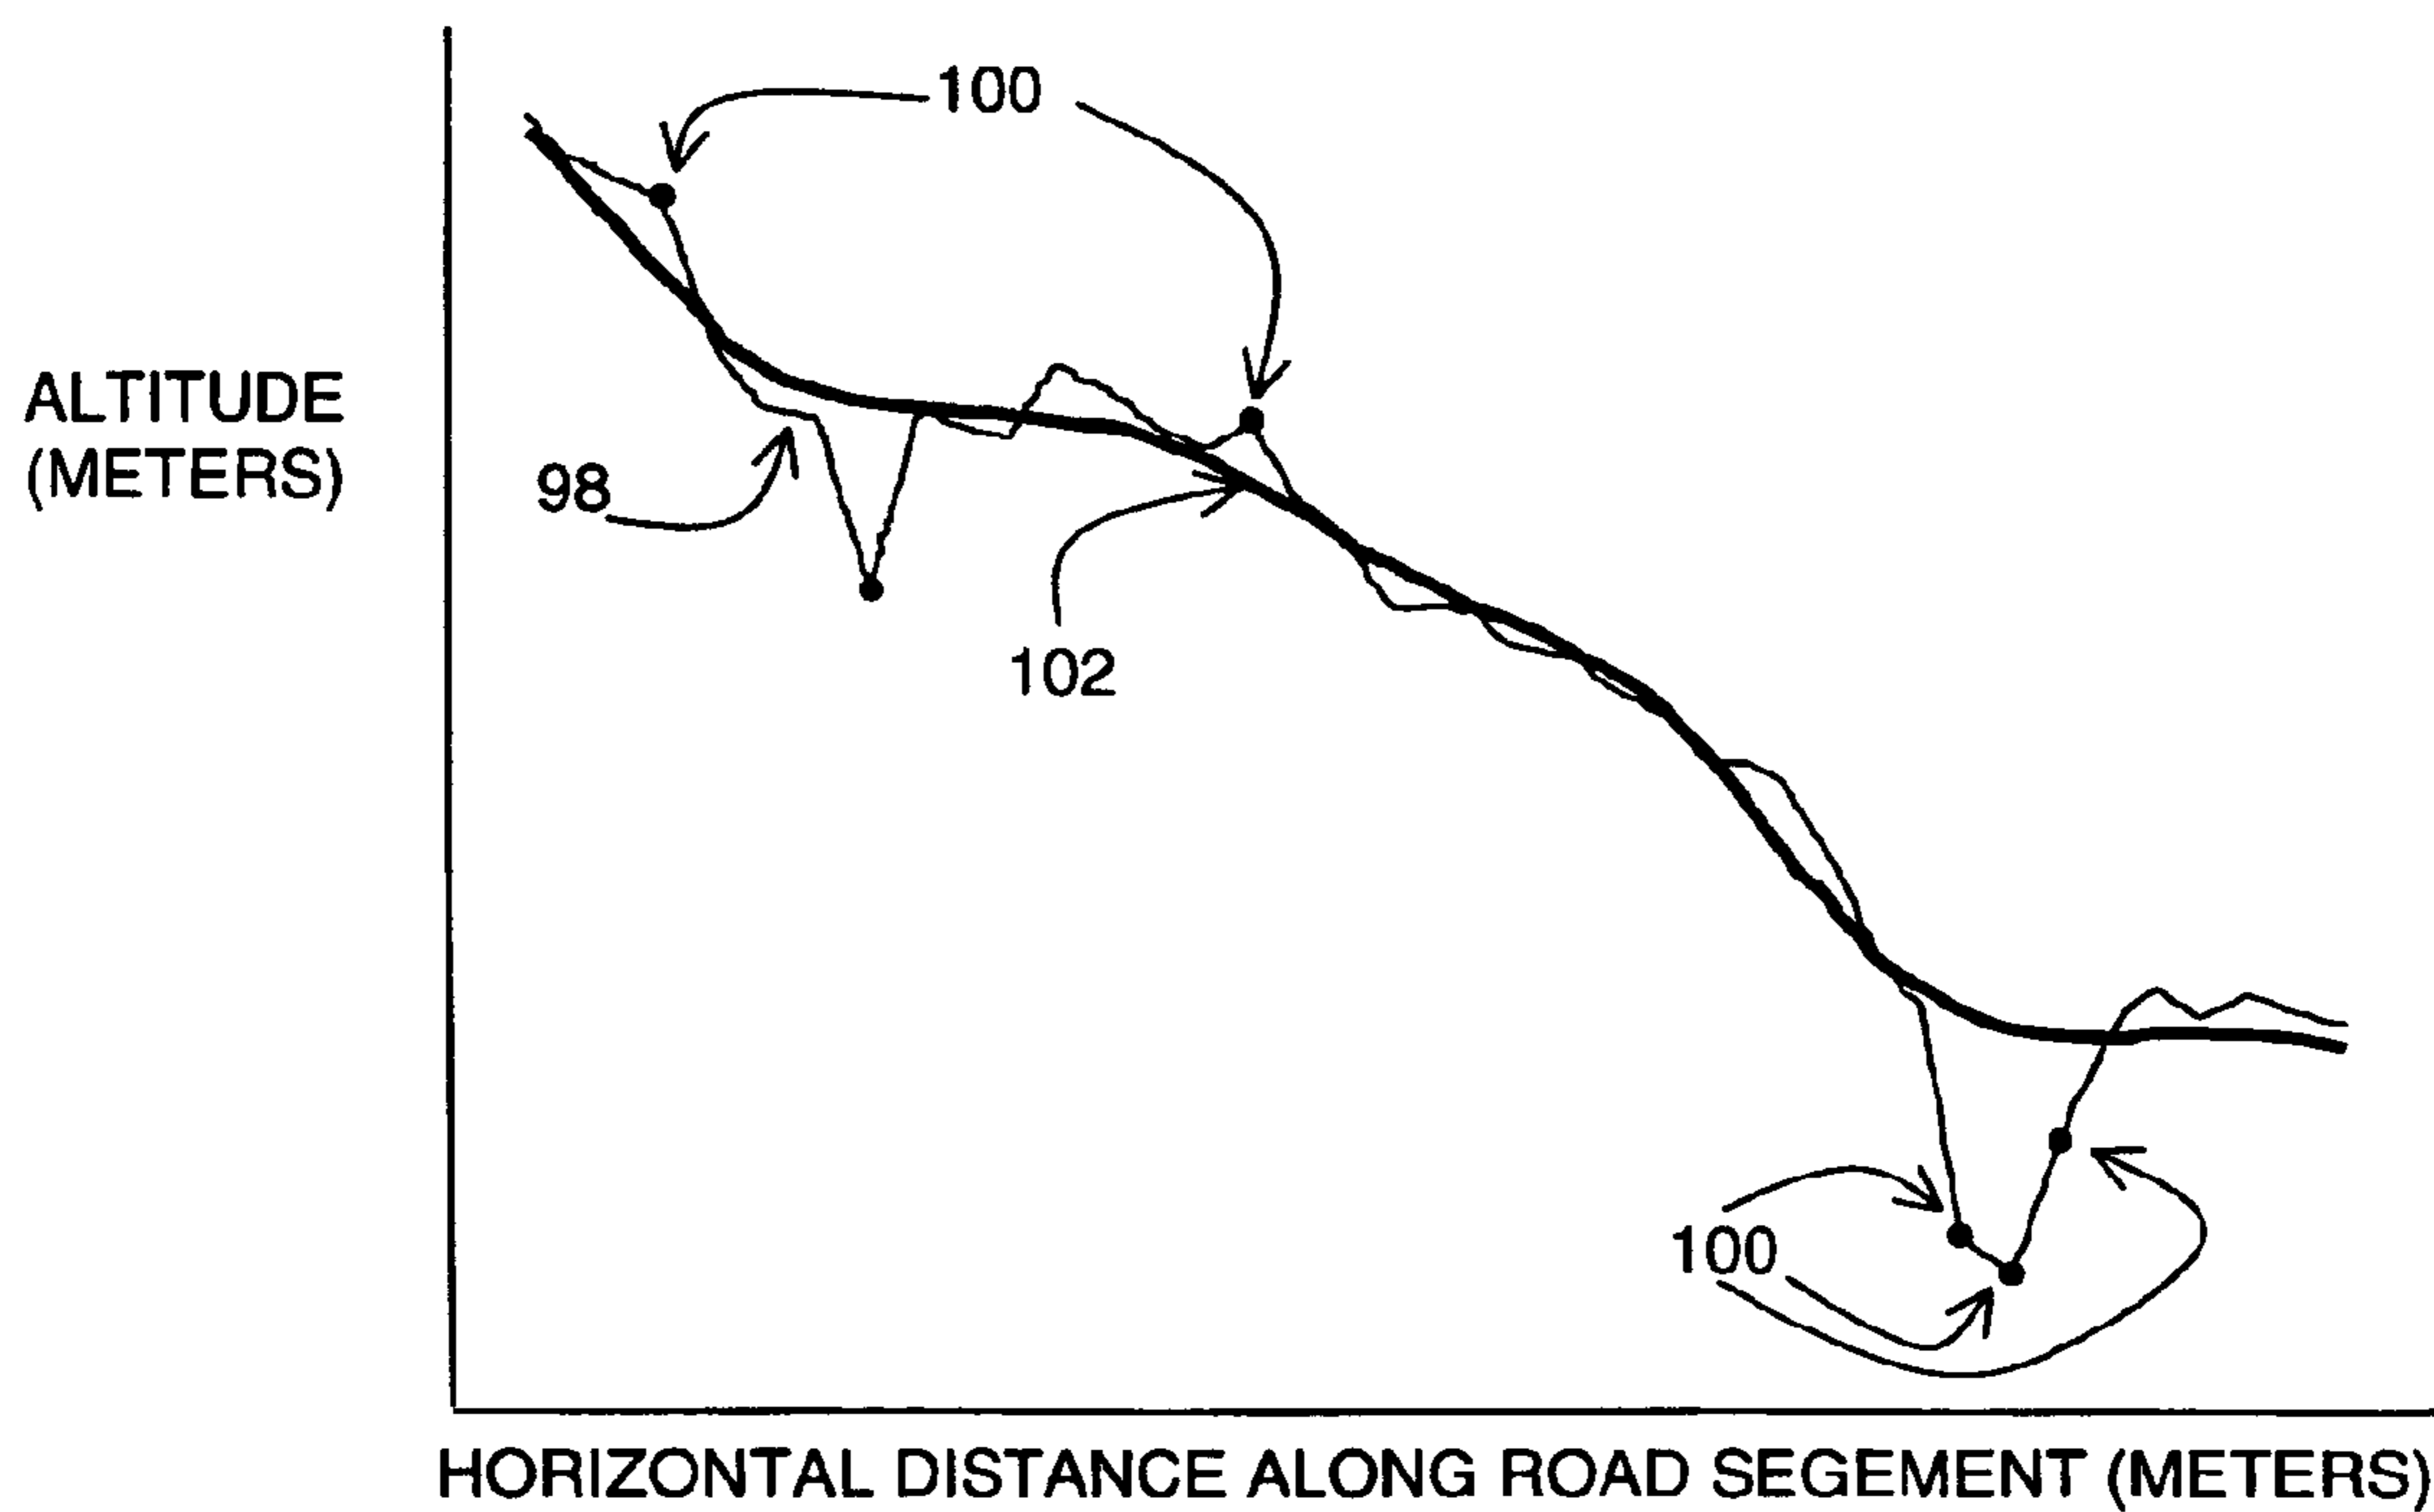 100
ALTITUDE
(METERS)
98
102
100
HORIZONTAL DISTANCE ALONG ROAD SEGEMENT (METERS)